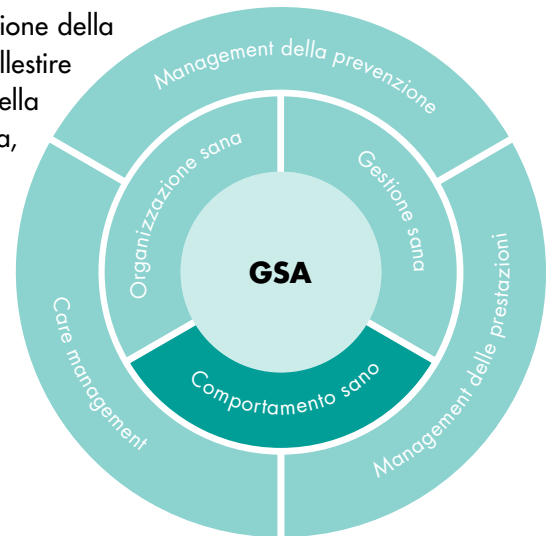 ione della
llestire
ella
a,
Management della prevenzione
Organizzazione sana
Gestione sana
GSA
Comportamento sano
Care management
Management delle prestazioni